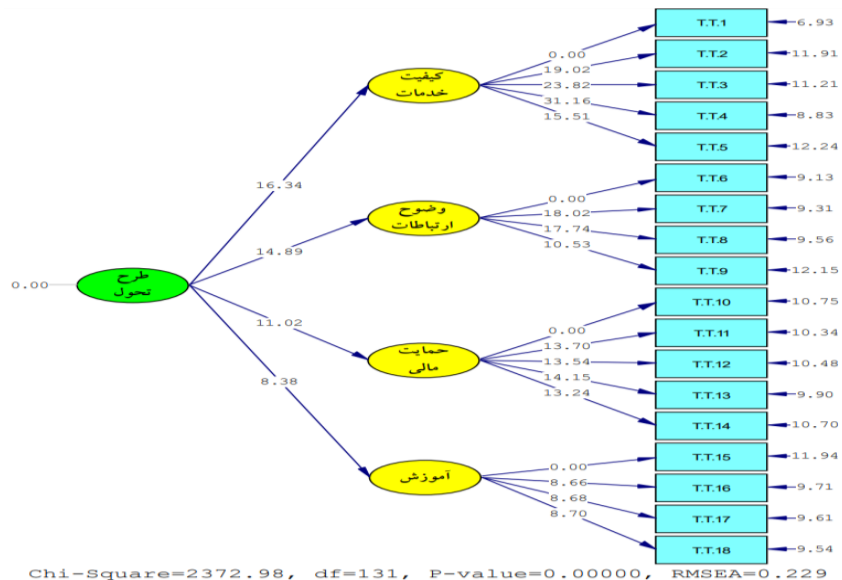 T.T.1
6.93
T.T.2
11.91
T.T.3
11.21
T.T.4
8.83
T.T.5
12.24
T.T.6
9.13
T.T.7
9.31
T.T.8
9.56
T.T.9
12.15
T.T.10
10.75
T.T.11
10.34
T.T.12
10.48
T.T.13
9.90
T.T.14
10.70
T.T.15
11.94
T.T.16
9.71
T.T.17
9.61
T.T.18
9.54
کیفیت
خدمات
0.00
19.02
23.82
31.16
15.51
وضوح
ارتباطات
0.00
18.02
17.74
10.53
حمایت
مالی
0.00
13.70
13.54
14.15
13.24
آموزش
0.00
8.66
8.68
8.70
16.34
14.89
11.02
8.38
0.00
طرح
تحول
Chi-Square=2372.98, df=131, P-value=0.00000, RMSEA=0.229